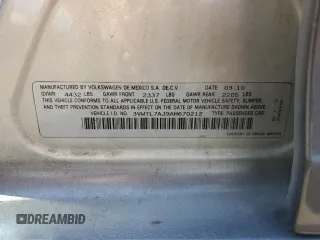 MANUFACTURED BY VOLKSWAGEN DE MEXICO S.A. DE C.V. 03.10
GVWR 4432 LBS GAWR FRONT 2337 LBS GAWR REAR 2205 LBS
THIS VEHICLE CONFORMS TO ALL APPLICABLE U.S. FEDERAL MOTOR VEHICLE SAFETY, BUMPER,
AND THEFT PREVENTION STANDARDS IN EFFECT ON THE DATE OF MANUFACTURE SHOWN ABOVE.
VEHICLE I.D. NO.: 3VWTL7AJ9AM670212 TYPE: PASSENGER CAR
© DREAMBID
DREAMBID.COM